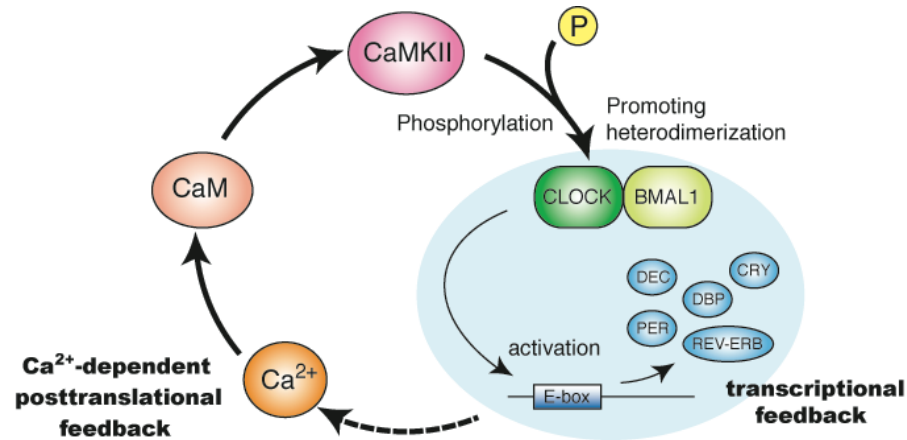 CaMKII
P
Phosphorylation
Promoting
heterodimerization
CaM
CLOCK
BMAL1
DEC
CRY
DBP
PER
REV-ERB
activation
E-box
Ca²⁺
Ca²⁺-dependent
posttranslational
feedback
transcriptional
feedback